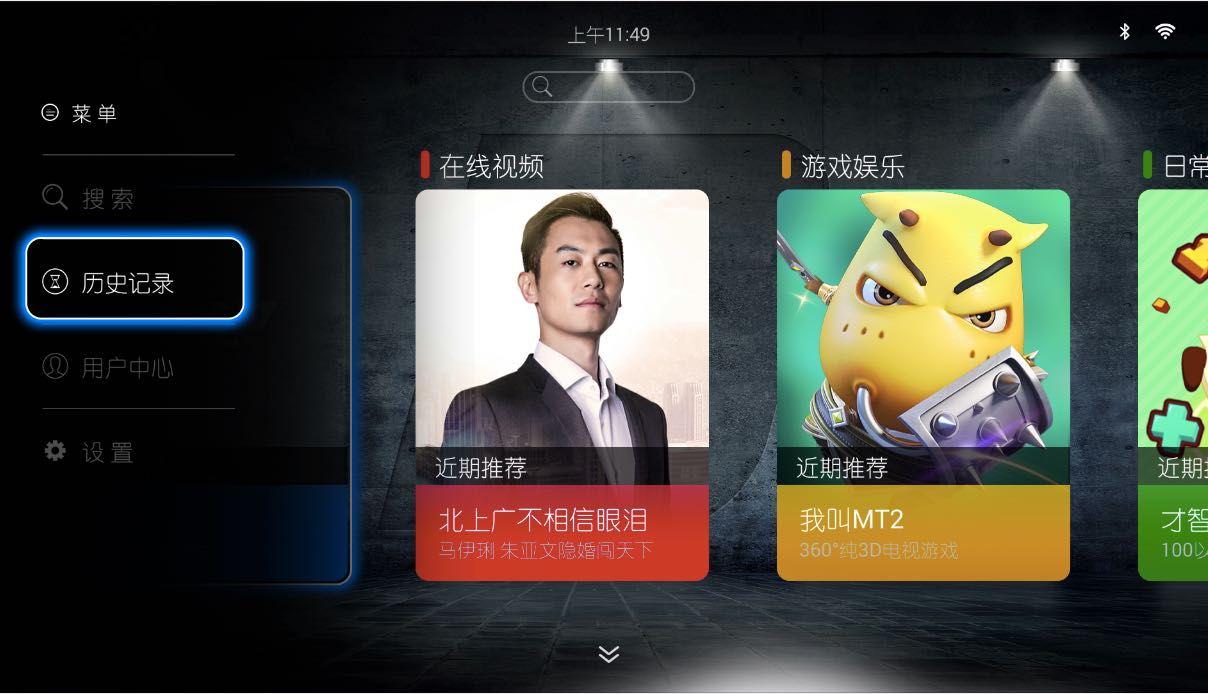 上午11:49
菜单
搜索
历史记录
用户中心
设置
在线视频
近期推荐
北上广不相信眼泪
马伊琍 朱亚文隐婚闯天下
游戏娱乐
近期推荐
我叫MT2
360°纯3D电视游戏
日常
近期
才智
100以